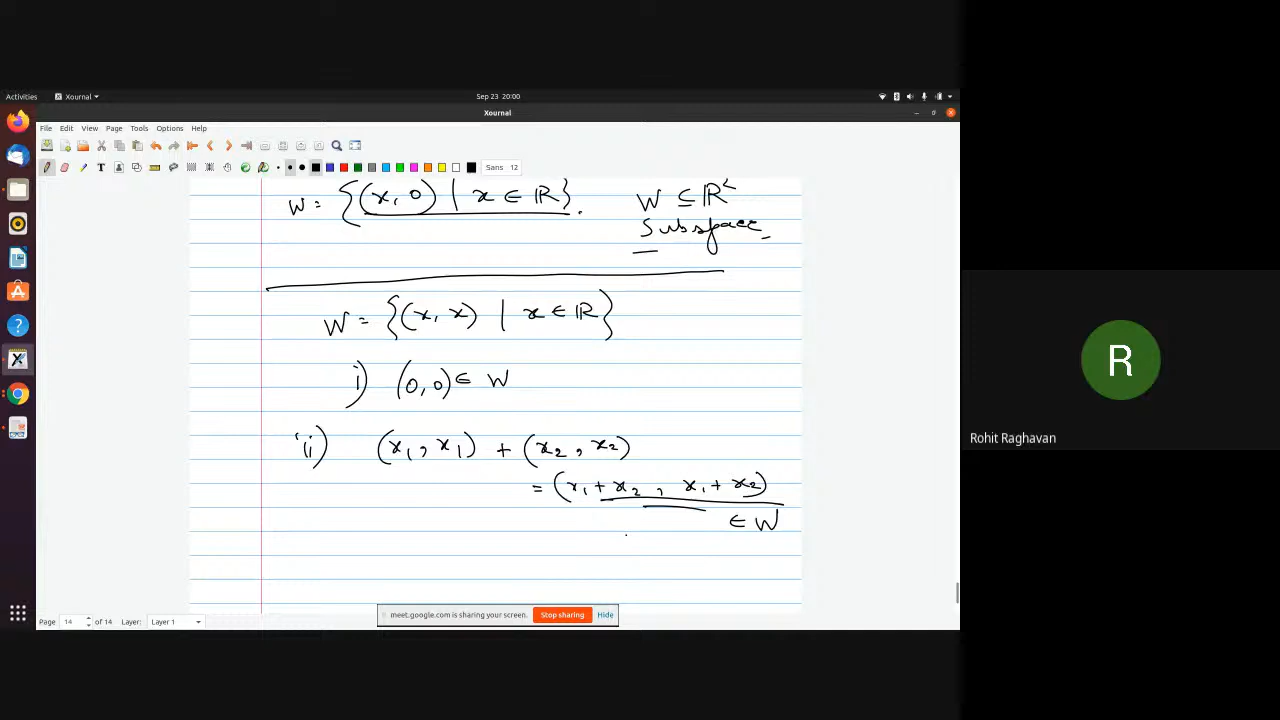 Activities Xournal Sep 23 20:00
Xournal
File Edit View Page Tools Options Help
Sans 12
W = {(x, 0) | x ∈ ℝ}. W ⊆ ℝ²
Subspace
W = {(x, x) | x ∈ ℝ}
i) (0, 0) ∈ W
ii) (x₁, x₁) + (x₂, x₂)
= (x₁ + x₂, x₁ + x₂)
∈ W
R
Rohit Raghavan
meet.google.com is sharing your screen. Stop sharing Hide
Page 14 of 14 Layer: Layer 1